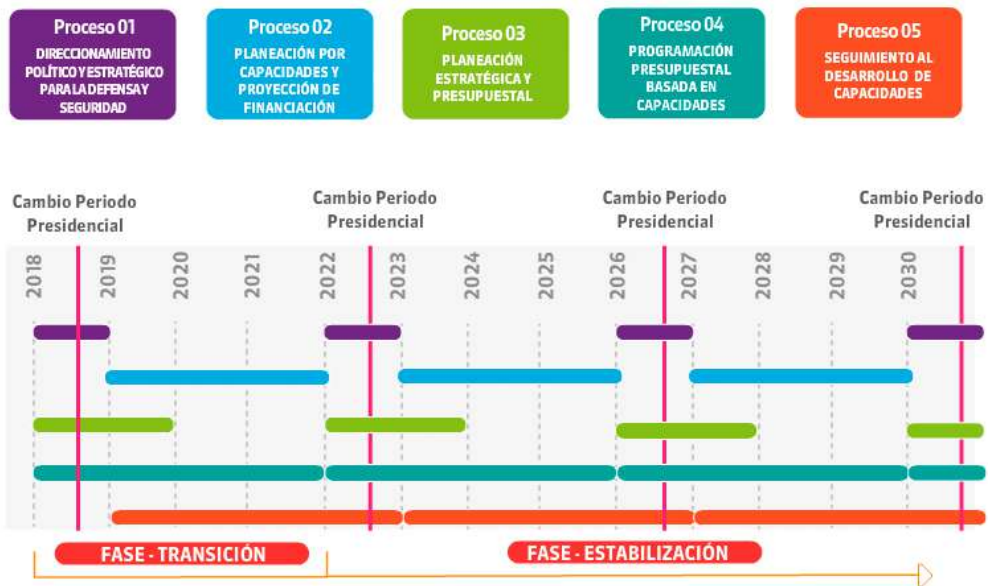 Proceso 01
DIRECCIONAMIENTO
POLÍTICO Y ESTRATÉGICO
PARA LA DEFENSA Y
SEGURIDAD
Proceso 02
PLANEACIÓN POR
CAPACIDADES Y
PROYECCIÓN DE
FINANCIACIÓN
Proceso 03
PLANEACIÓN
ESTRATÉGICA Y
PRESUPUESTAL
Proceso 04
PROGRAMACIÓN
PRESUPUESTAL
BASADA EN
CAPACIDADES
Proceso 05
SEGUIMIENTO AL
DESARROLLO DE
CAPACIDADES
Cambio Periodo
Presidencial
Cambio Periodo
Presidencial
Cambio Periodo
Presidencial
Cambio Periodo
Presidencial
2018
2019
2020
2021
2022
2023
2024
2025
2026
2027
2028
2029
2030
FASE - TRANSICIÓN
FASE - ESTABILIZACIÓN